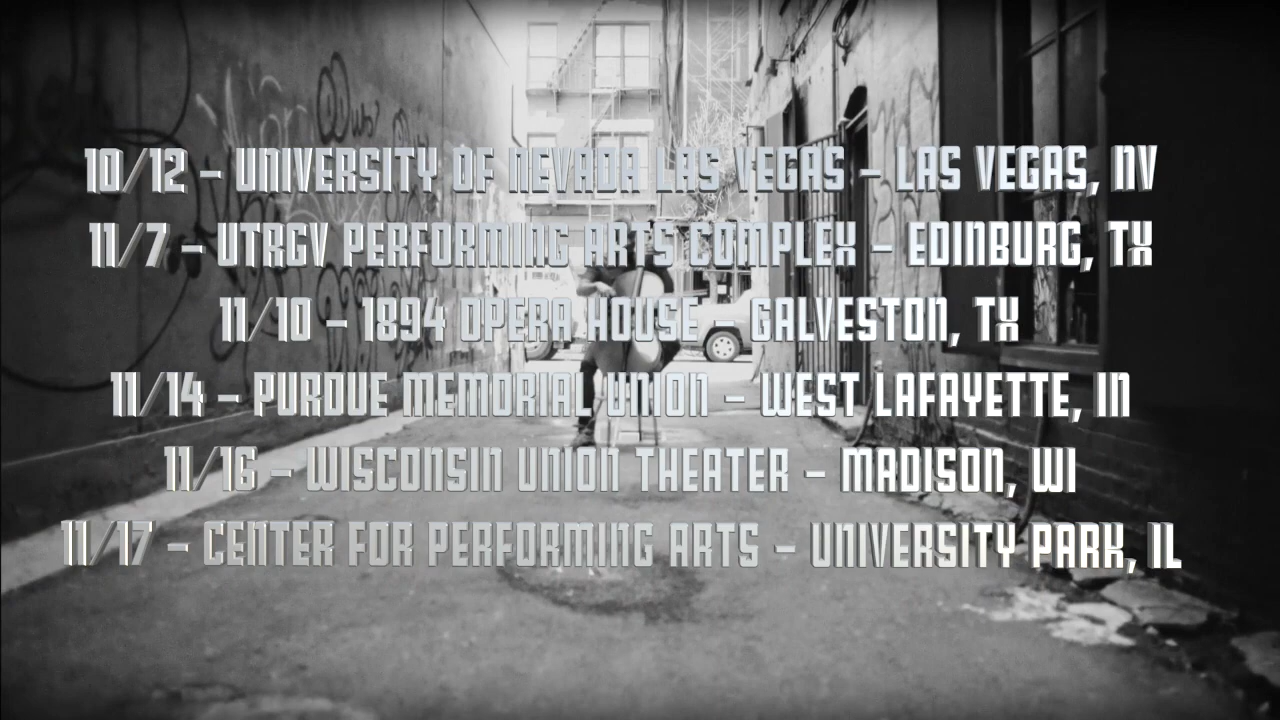 10/12 - UNIVERSITY OF NEVADA LAS VEGAS - LAS VEGAS, NV
11/7 - UTRGV PERFORMING ARTS COMPLEX - EDINBURG, TX
11/10 - 1894 OPERA HOUSE - GALVESTON, TX
11/14 - PURDUE MEMORIAL UNION - WEST LAFAYETTE, IN
11/16 - WISCONSIN UNION THEATER - MADISON, WI
11/17 - CENTER FOR PERFORMING ARTS - UNIVERSITY PARK, IL